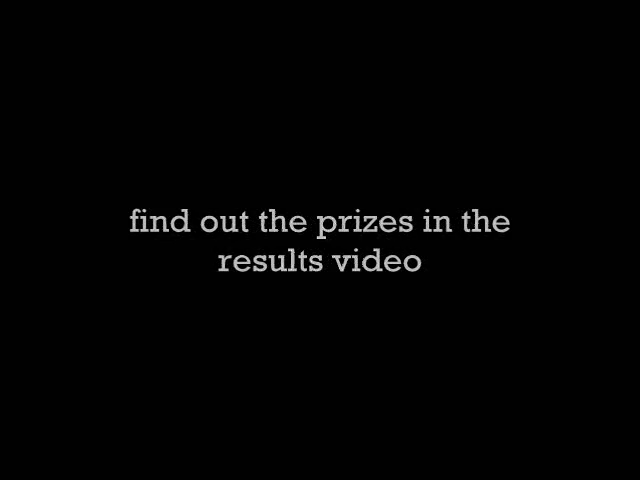 find out the prizes in the
results video